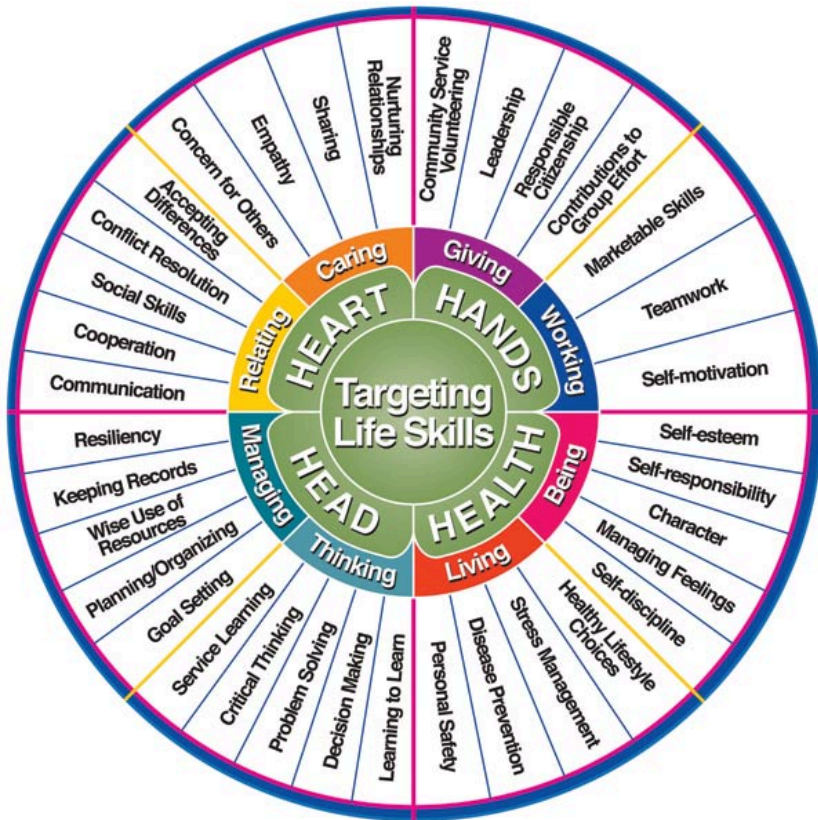 Targeting
Life Skills
HEART
Caring
Nurturing
Relationships
Sharing
Empathy
Concern for Others
Relating
Accepting
Differences
Conflict Resolution
Social Skills
Cooperation
Communication
HANDS
Giving
Community Service
Volunteering
Leadership
Responsible
Citizenship
Contributions to
Group Effort
Working
Marketable Skills
Teamwork
Self-motivation
HEALTH
Being
Self-esteem
Self-responsibility
Character
Managing Feelings
Self-discipline
Living
Healthy Lifestyle
Choices
Stress Management
Disease Prevention
Personal Safety
HEAD
Thinking
Learning to Learn
Decision Making
Problem Solving
Critical Thinking
Service Learning
Managing
Goal Setting
Planning/Organizing
Wise Use of
Resources
Keeping Records
Resiliency